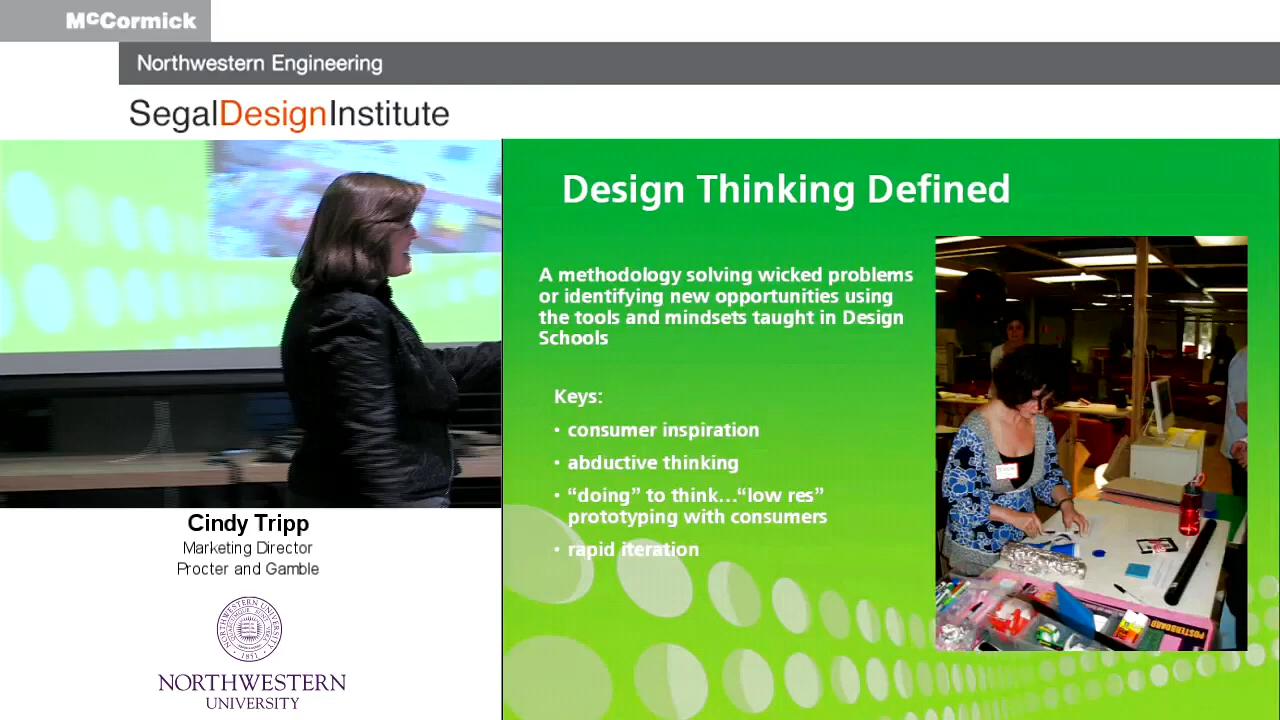 McCormick
Northwestern Engineering
SegalDesignInstitute
Design Thinking Defined
A methodology solving wicked problems
or identifying new opportunities using
the tools and mindsets taught in Design
Schools
Keys:
• consumer inspiration
• abductive thinking
• “doing” to think…“low res”
prototyping with consumers
• rapid iteration
POSTERBOARD
Cindy Tripp
Marketing Director
Procter and Gamble
NORTHWESTERN
UNIVERSITY